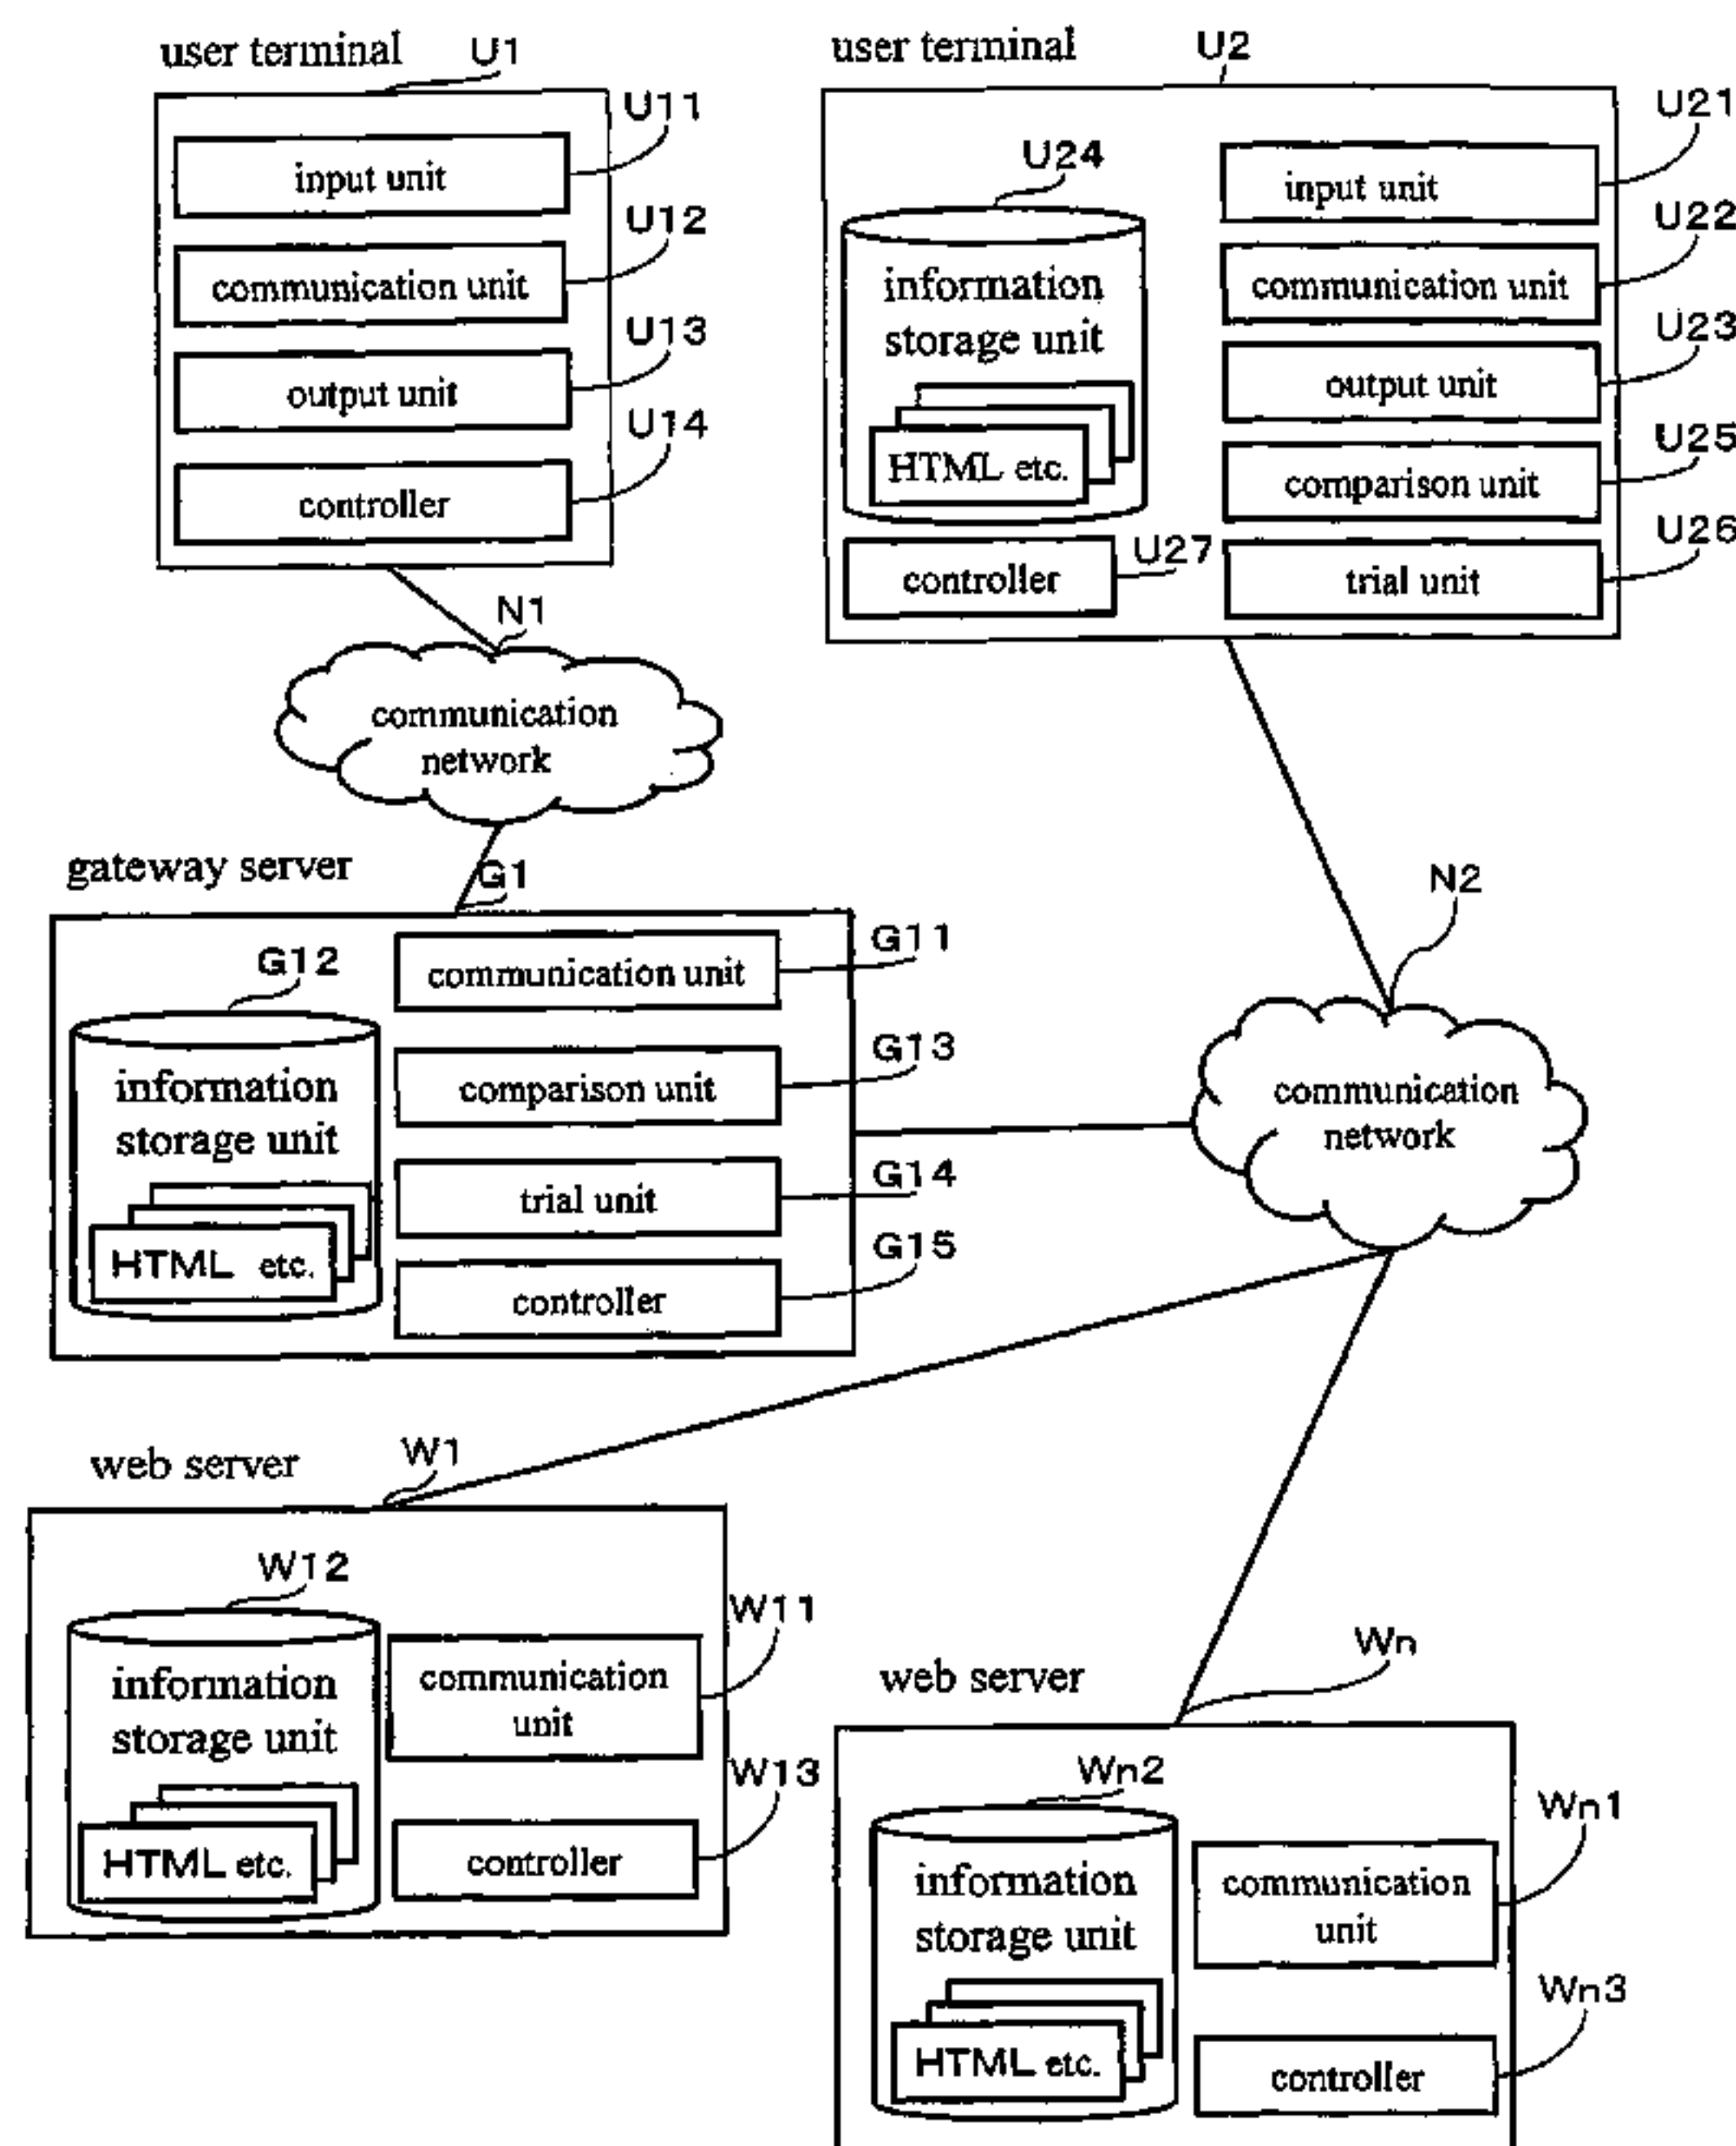 user terminal
U1
U11
input unit
U12
communication unit
U13
output unit
U14
controller
user terminal
U2
U21
U24
input unit
U22
information
storage unit
communication unit
U23
output unit
U25
HTML etc.
comparison unit
U26
U27
controller
trial unit
N1
communication
network
gateway server
G1
N2
G12
G11
communication unit
G13
information
storage unit
comparison unit
G14
trial unit
HTML etc.
G15
controller
communication
network
web server
W1
W12
W11
information
storage unit
communication
unit
W13
HTML etc.
controller
web server
Wn
Wn2
Wn1
information
storage unit
communication
unit
Wn3
HTML etc.
controller